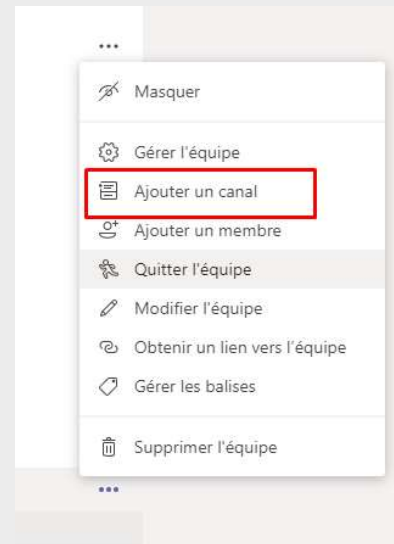 Masquer
Gérer l'équipe
Ajouter un canal
Ajouter un membre
Quitter l'équipe
Modifier l'équipe
Obtenir un lien vers l'équipe
Gérer les balises
Supprimer l'équipe